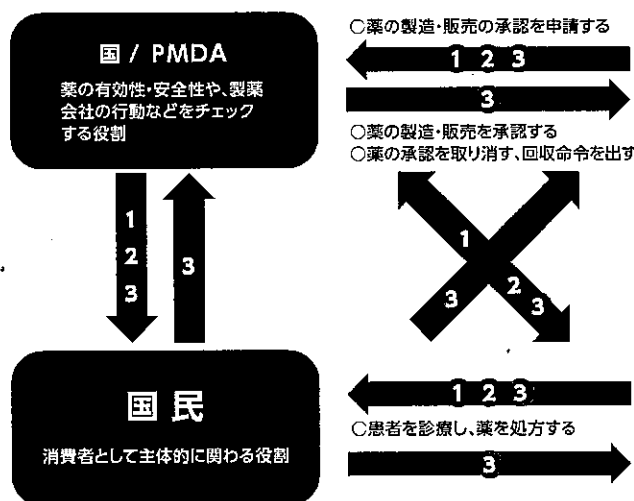 国 / PMDA
薬の有効性・安全性や、製薬
会社の行動などをチェック
する役割
○薬の製造・販売の承認を申請する
1 2 3
3
○薬の製造・販売を承認する
○薬の承認を取り消す、回収命令を出す
1
2
3
3
1
3
2
3
国民
消費者として主体的に関わる役割
1 2 3
○患者を診療し、薬を処方する
3